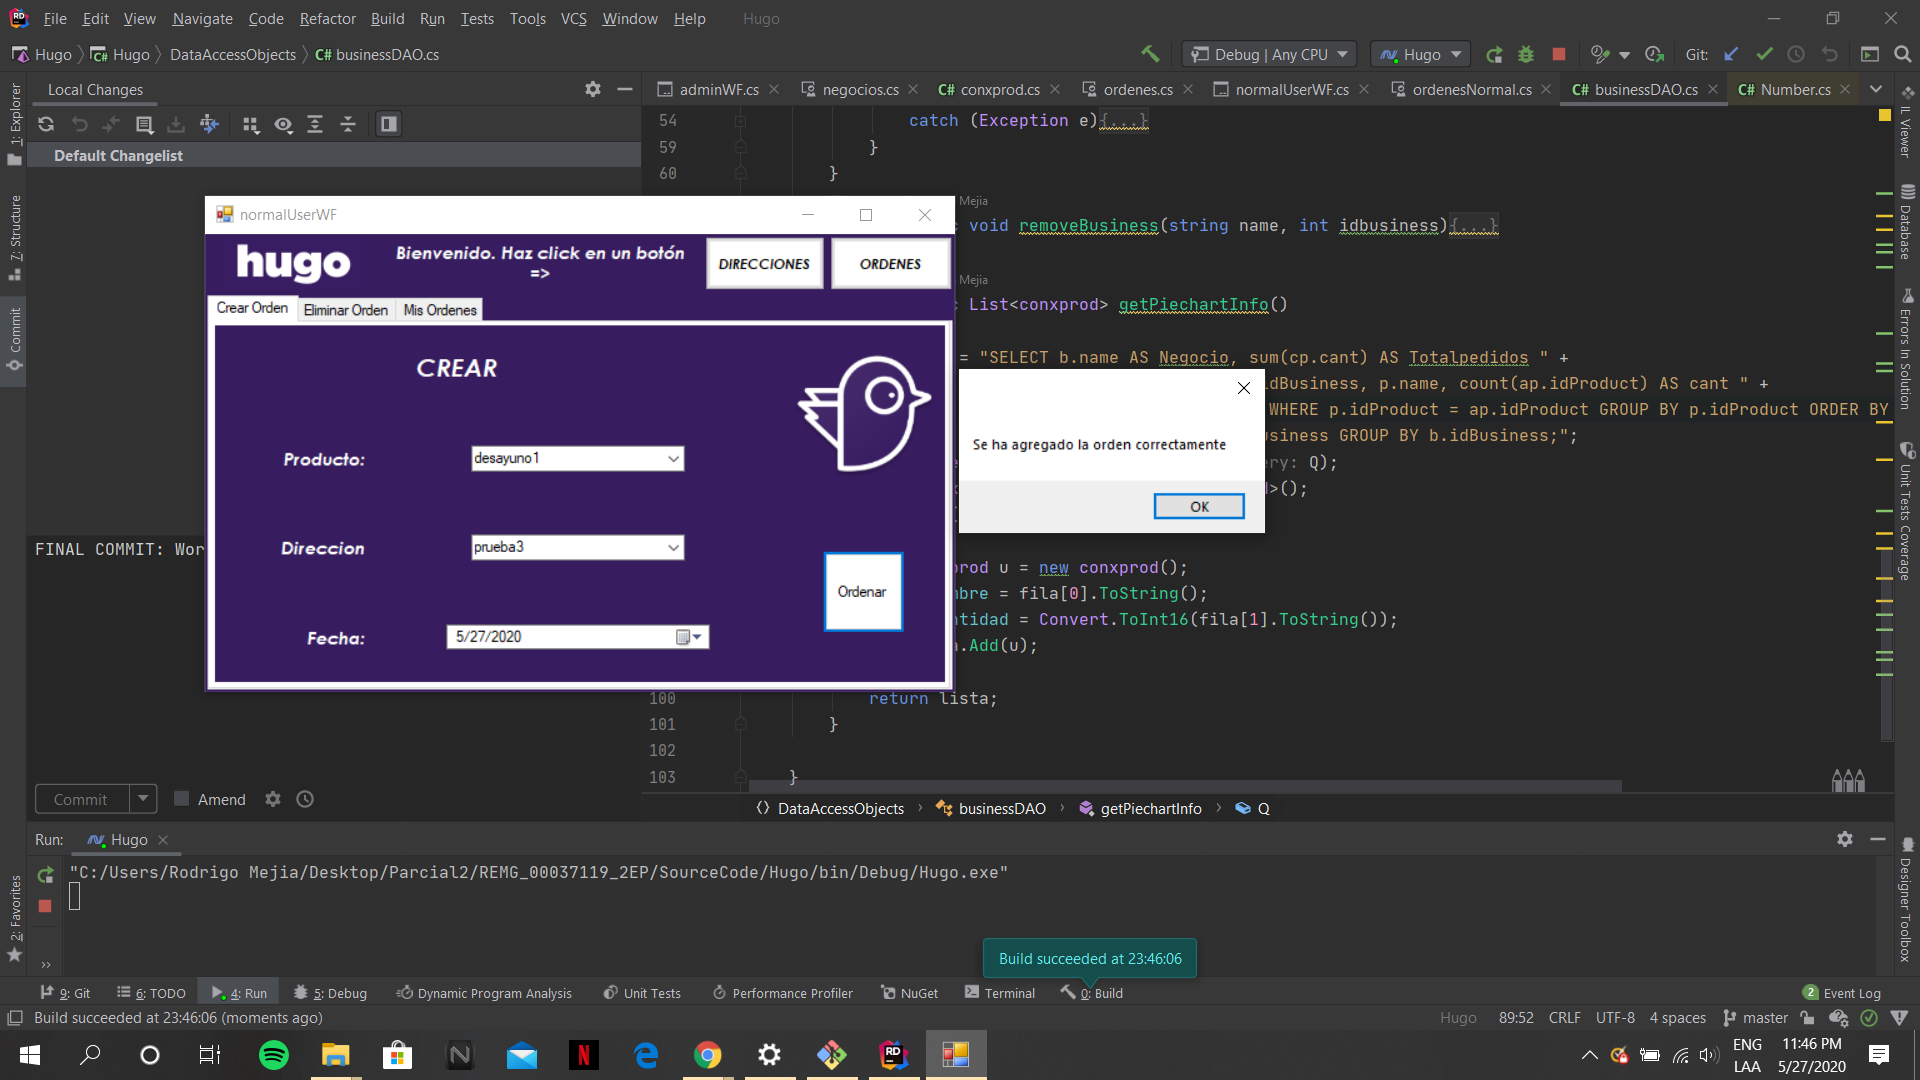 File Edit View Navigate Code Refactor Build Run Tests Tools VCS Window Help Hugo
Hugo Hugo DataAccessObjects C# businessDAO.cs
Debug | Any CPU Hugo Git:
Local Changes
adminWF.cs negocios.cs C# conxprod.cs ordenes.cs normalUserWF.cs ordenesNormal.cs C# businessDAO.cs C# Number.cs
1: Explorer
7: Structure
Commit
2: Favorites
Default Changelist
FINAL COMMIT: Wor
Commit Amend
54 catch (Exception e){...}
59 }
60 }
Mejia
void removeBusiness(string name, int idbusiness){...}
Mejia
List<conxprod> getPiechartInfo()
= "SELECT b.name AS Negocio, sum(cp.cant) AS Totalpedidos " +
idBusiness, p.name, count(ap.idProduct) AS cant " +
WHERE p.idProduct = ap.idProduct GROUP BY p.idProduct ORDER BY
siness GROUP BY b.idBusiness;";
ry: Q);
>();
prod u = new conxprod();
mbre = fila[0].ToString();
ntidad = Convert.ToInt16(fila[1].ToString());
.Add(u);
100 return lista;
101 }
102
103 }
normalUserWF
hugo
Bienvenido. Haz click en un botón
=>
DIRECCIONES
ORDENES
Crear Orden Eliminar Orden Mis Ordenes
CREAR
Producto: desayuno1
Direccion prueba3
Fecha: 5/27/2020
Ordenar
Se ha agregado la orden correctamente
OK
IL Viewer
Database
Errors In Solution
Unit Tests Coverage
Designer Toolbox
DataAccessObjects businessDAO getPiechartInfo Q
Run: Hugo
"C:/Users/Rodrigo Mejia/Desktop/Parcial2/REMG_00037119_2EP/SourceCode/Hugo/bin/Debug/Hugo.exe"
Build succeeded at 23:46:06
9: Git 6: TODO 4: Run 5: Debug Dynamic Program Analysis Unit Tests Performance Profiler NuGet Terminal 0: Build 2 Event Log
Build succeeded at 23:46:06 (moments ago) Hugo 89:52 CRLF UTF-8 4 spaces master
ENG 11:46 PM
LAA 5/27/2020